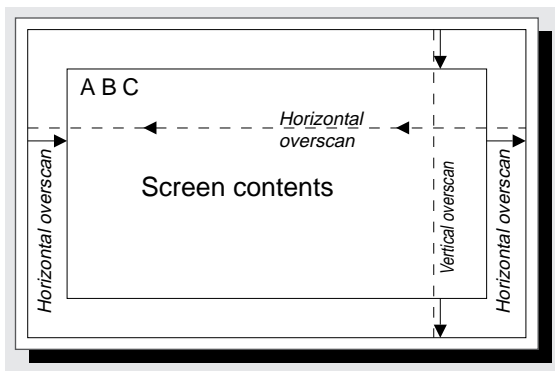 A B C
Horizontal
overscan
Screen contents
Horizontal overscan
Vertical overscan
Horizontal overscan